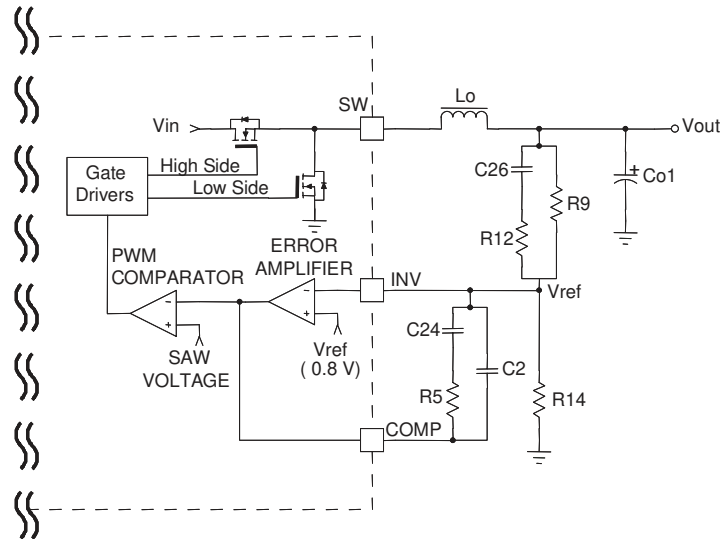 SW
Lo
Vin
Vout
High Side
Gate
Drivers
Low Side
C26
R9
Co1
R12
PWM
COMPARATOR
ERROR
AMPLIFIER
INV
Vref
SAW
VOLTAGE
Vref
( 0.8 V)
C24
C2
R5
R14
COMP